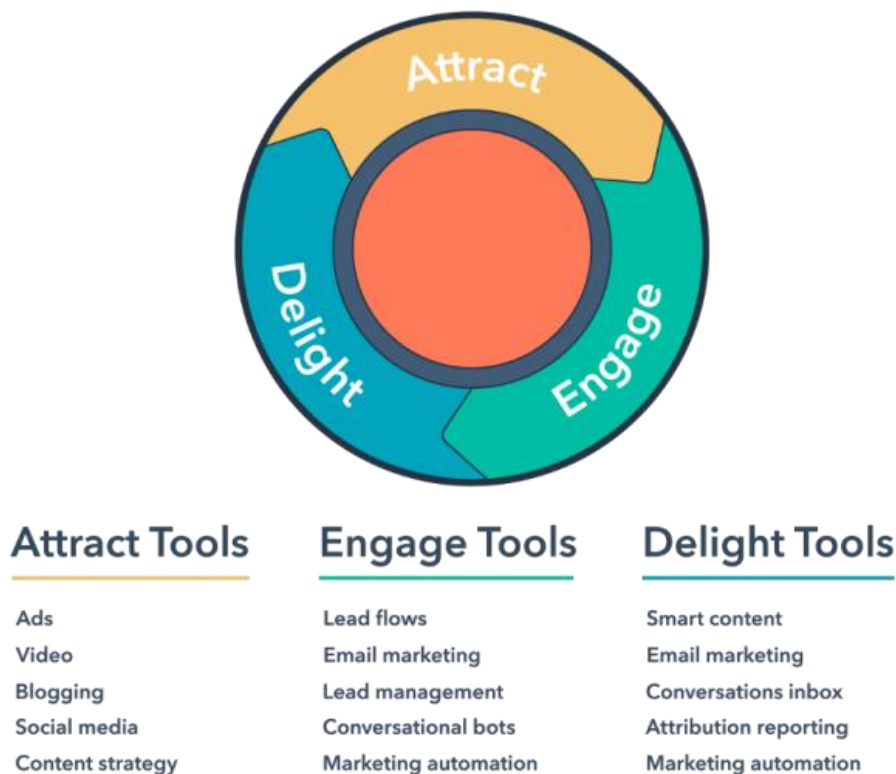 Attract
Engage
Delight
Attract Tools
Ads
Video
Blogging
Social media
Content strategy
Engage Tools
Lead flows
Email marketing
Lead management
Conversational bots
Marketing automation
Delight Tools
Smart content
Email marketing
Conversations inbox
Attribution reporting
Marketing automation